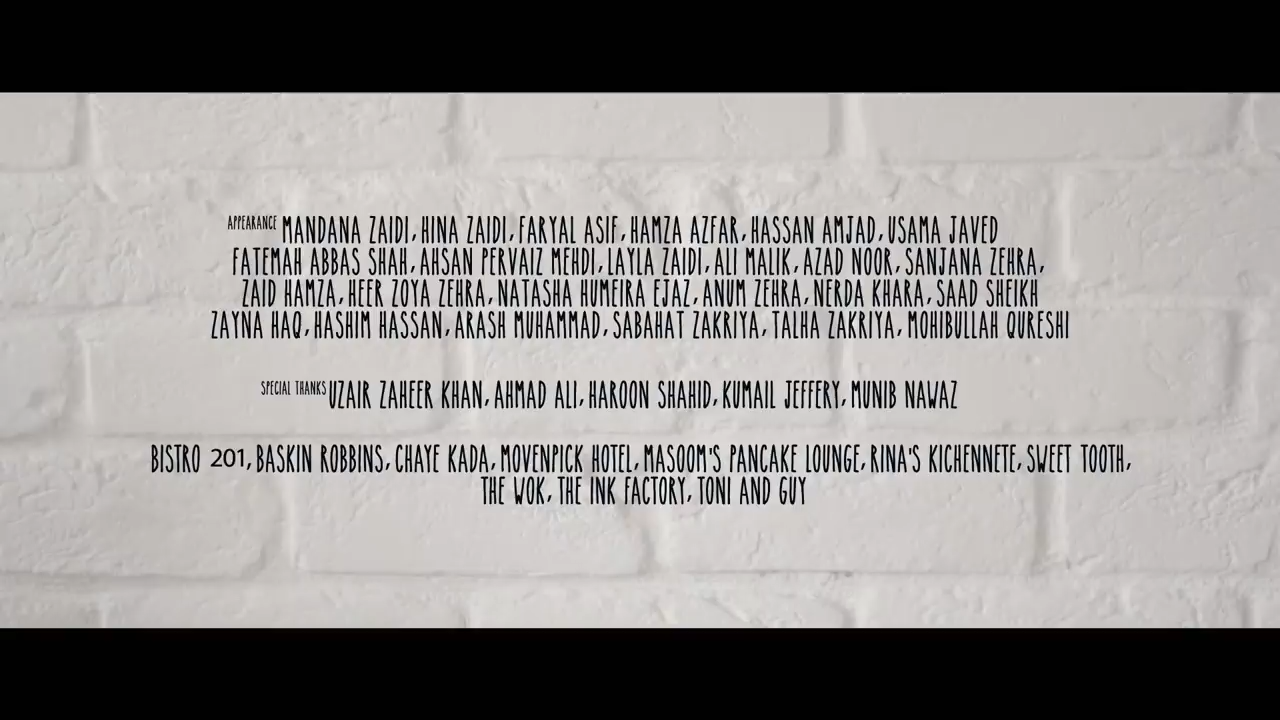 APPEARANCE MANDANA ZAIDI, HINA ZAIDI, FARYAL ASIF, HAMZA AZFAR, HASSAN AMJAD, USAMA JAVED
FATEMAH ABBAS SHAH, AHSAN PERVAIZ MEHDI, LAYLA ZAIDI, ALI MALIK, AZAD NOOR, SANJANA ZEHRA,
ZAID HAMZA, HEER ZOYA ZEHRA, NATASHA HUMEIRA EJAZ, ANUM ZEHRA, NERDA KHARA, SAAD SHEIKH
ZAYNA HAQ, HASHIM HASSAN, ARASH MUHAMMAD, SABAHAT ZAKRIYA, TALHA ZAKRIYA, MOHIBULLAH QURESHI
SPECIAL THANKS UZAIR ZAHEER KHAN, AHMAD ALI, HAROON SHAHID, KUMAIL JEFFERY, MUNIB NAWAZ
BISTRO 201, BASKIN ROBBINS, CHAYE KADA, MOVENPICK HOTEL, MASOOM'S PANCAKE LOUNGE, RINA'S KICHENNETE, SWEET TOOTH,
THE WOK, THE INK FACTORY, TONI AND GUY